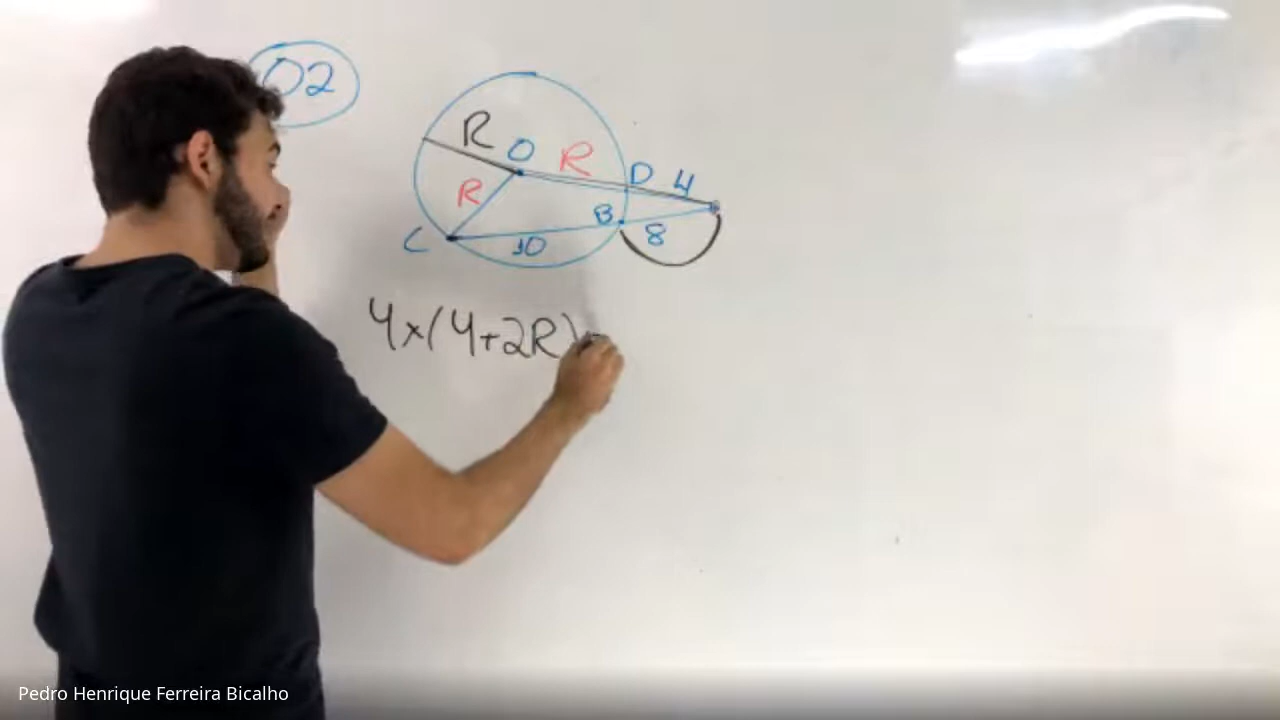 02
R O R D 4
R B 8
C 10
4x(4+2R)
Pedro Henrique Ferreira Bicalho